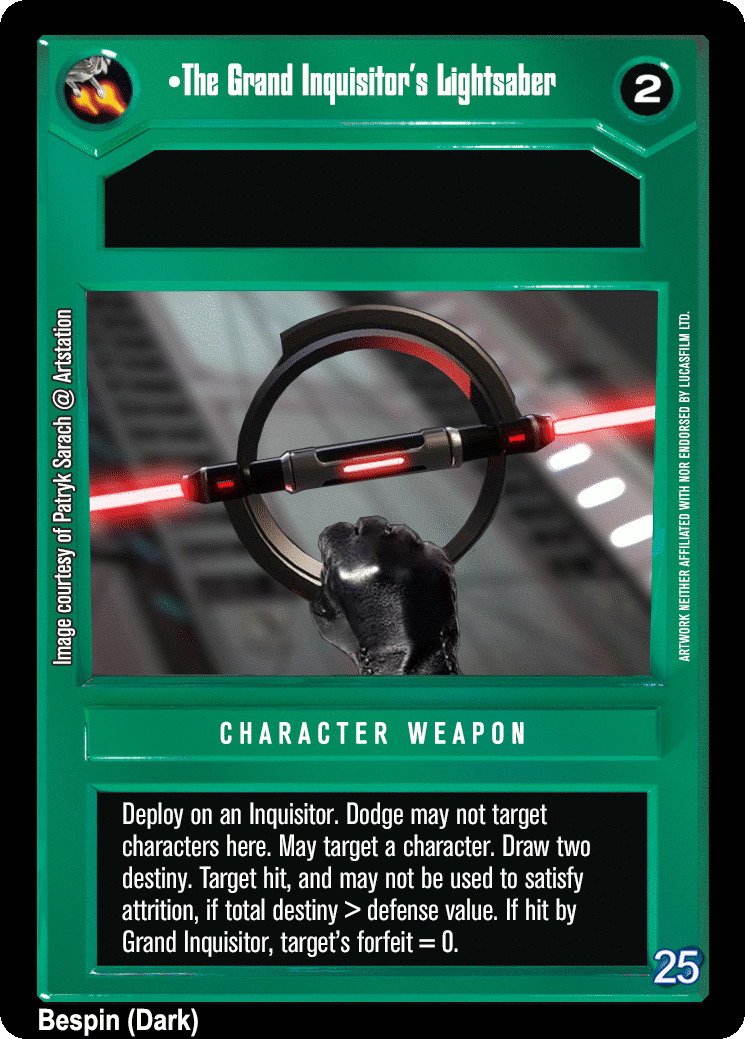 •The Grand Inquisitor's Lightsaber
2
Image courtesy of Patryk Sarach @ Artstation
ARTWORK NEITHER AFFILIATED WITH NOR ENDORSED BY LUCASFILM LTD.
CHARACTER WEAPON
Deploy on an Inquisitor. Dodge may not target
characters here. May target a character. Draw two
destiny. Target hit, and may not be used to satisfy
attrition, if total destiny > defense value. If hit by
Grand Inquisitor, target's forfeit = 0.
25
Bespin (Dark)